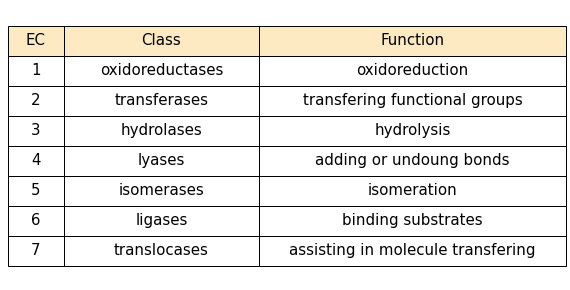 EC Class Function
1 oxidoreductases oxidoreduction
2 transferases transfering functional groups
3 hydrolases hydrolysis
4 lyases adding or undoung bonds
5 isomerases isomeration
6 ligases binding substrates
7 translocases assisting in molecule transfering